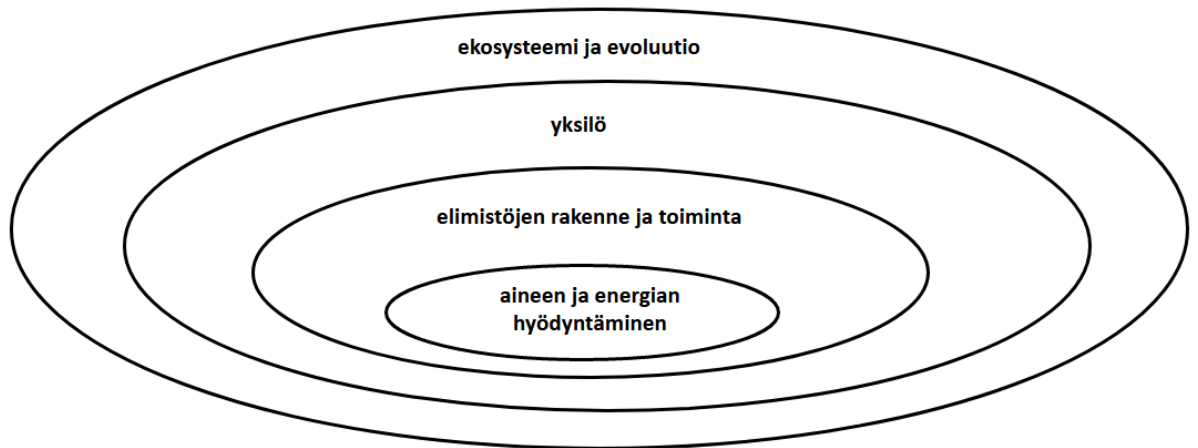 ekosysteemi ja evoluutio
yksilö
elimistöjen rakenne ja toiminta
aineen ja energian
hyödyntäminen